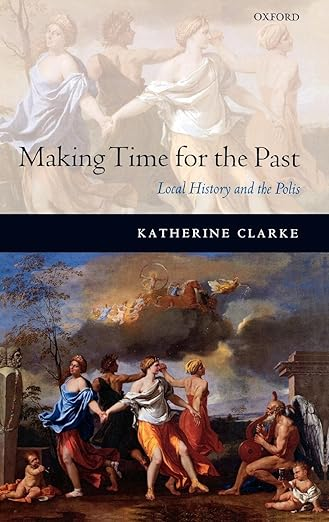 OXFORD
Making Time for the Past
Local History and the Polis
KATHERINE CLARKE